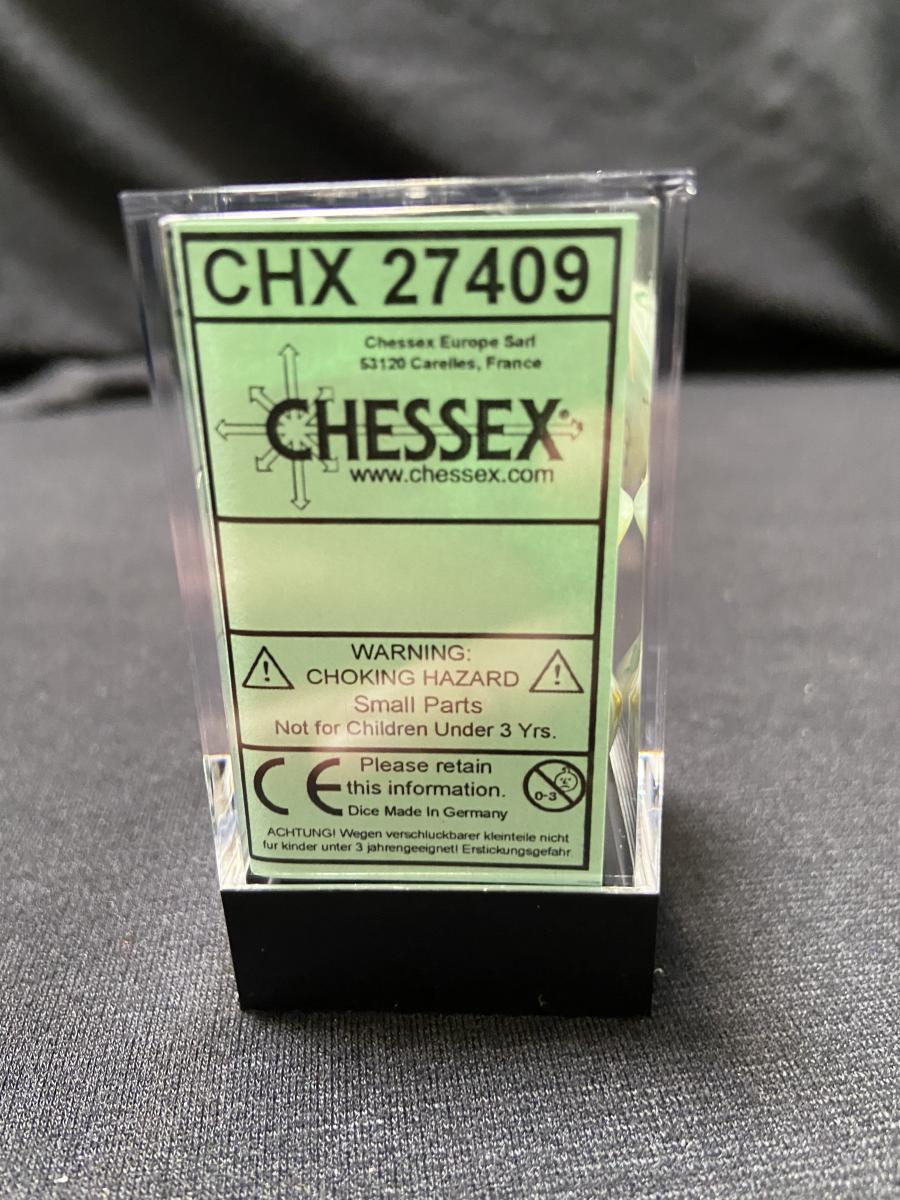 CHX 27409
Chessex Europe Sarl
53120 Carelles, France
CHESSEX®
www.chessex.com
WARNING:
CHOKING HAZARD
Small Parts
Not for Children Under 3 Yrs.
CE
Please retain
this information.
Dice Made In Germany
0-3
ACHTUNG! Wegen verschluckbarer kleinteile nicht
fur kinder unter 3 jahrengeeignet! Erstickungsgefahr.